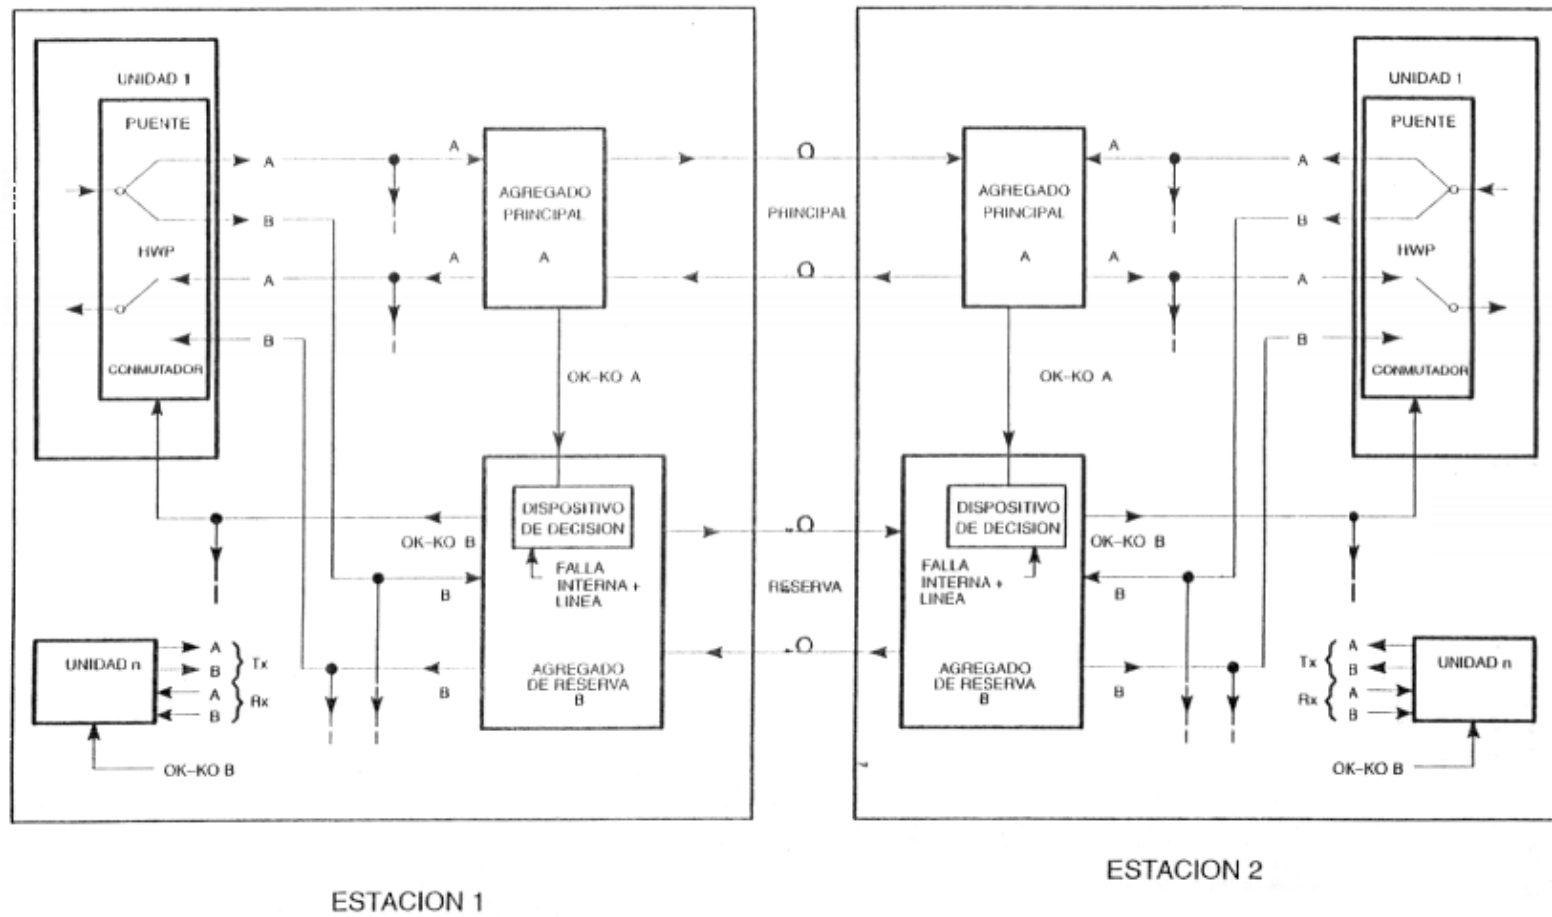 UNIDAD 1
PUENTE
A
B
HWP
A
B
CONMUTADOR
A
A
AGREGADO
PRINCIPAL
A
OK-KO A
DISPOSITIVO
DE DECISION
OK-KO B
FALLA
INTERNA +
LINEA
B
B
AGREGADO
DE RESERVA
B
UNIDAD n
A
B
A
B
Tx
Rx
OK-KO B
ESTACION 1
PRINCIPAL
RESERVA
AGREGADO
PRINCIPAL
A
A
A
OK-KO A
DISPOSITIVO
DE DECISION
OK-KO B
FALLA
INTERNA +
LINEA
B
B
AGREGADO
DE RESERVA
B
UNIDAD 1
PUENTE
A
B
HWP
A
B
CONMUTADOR
Tx
Rx
A
B
A
B
UNIDAD n
OK-KO B
ESTACION 2